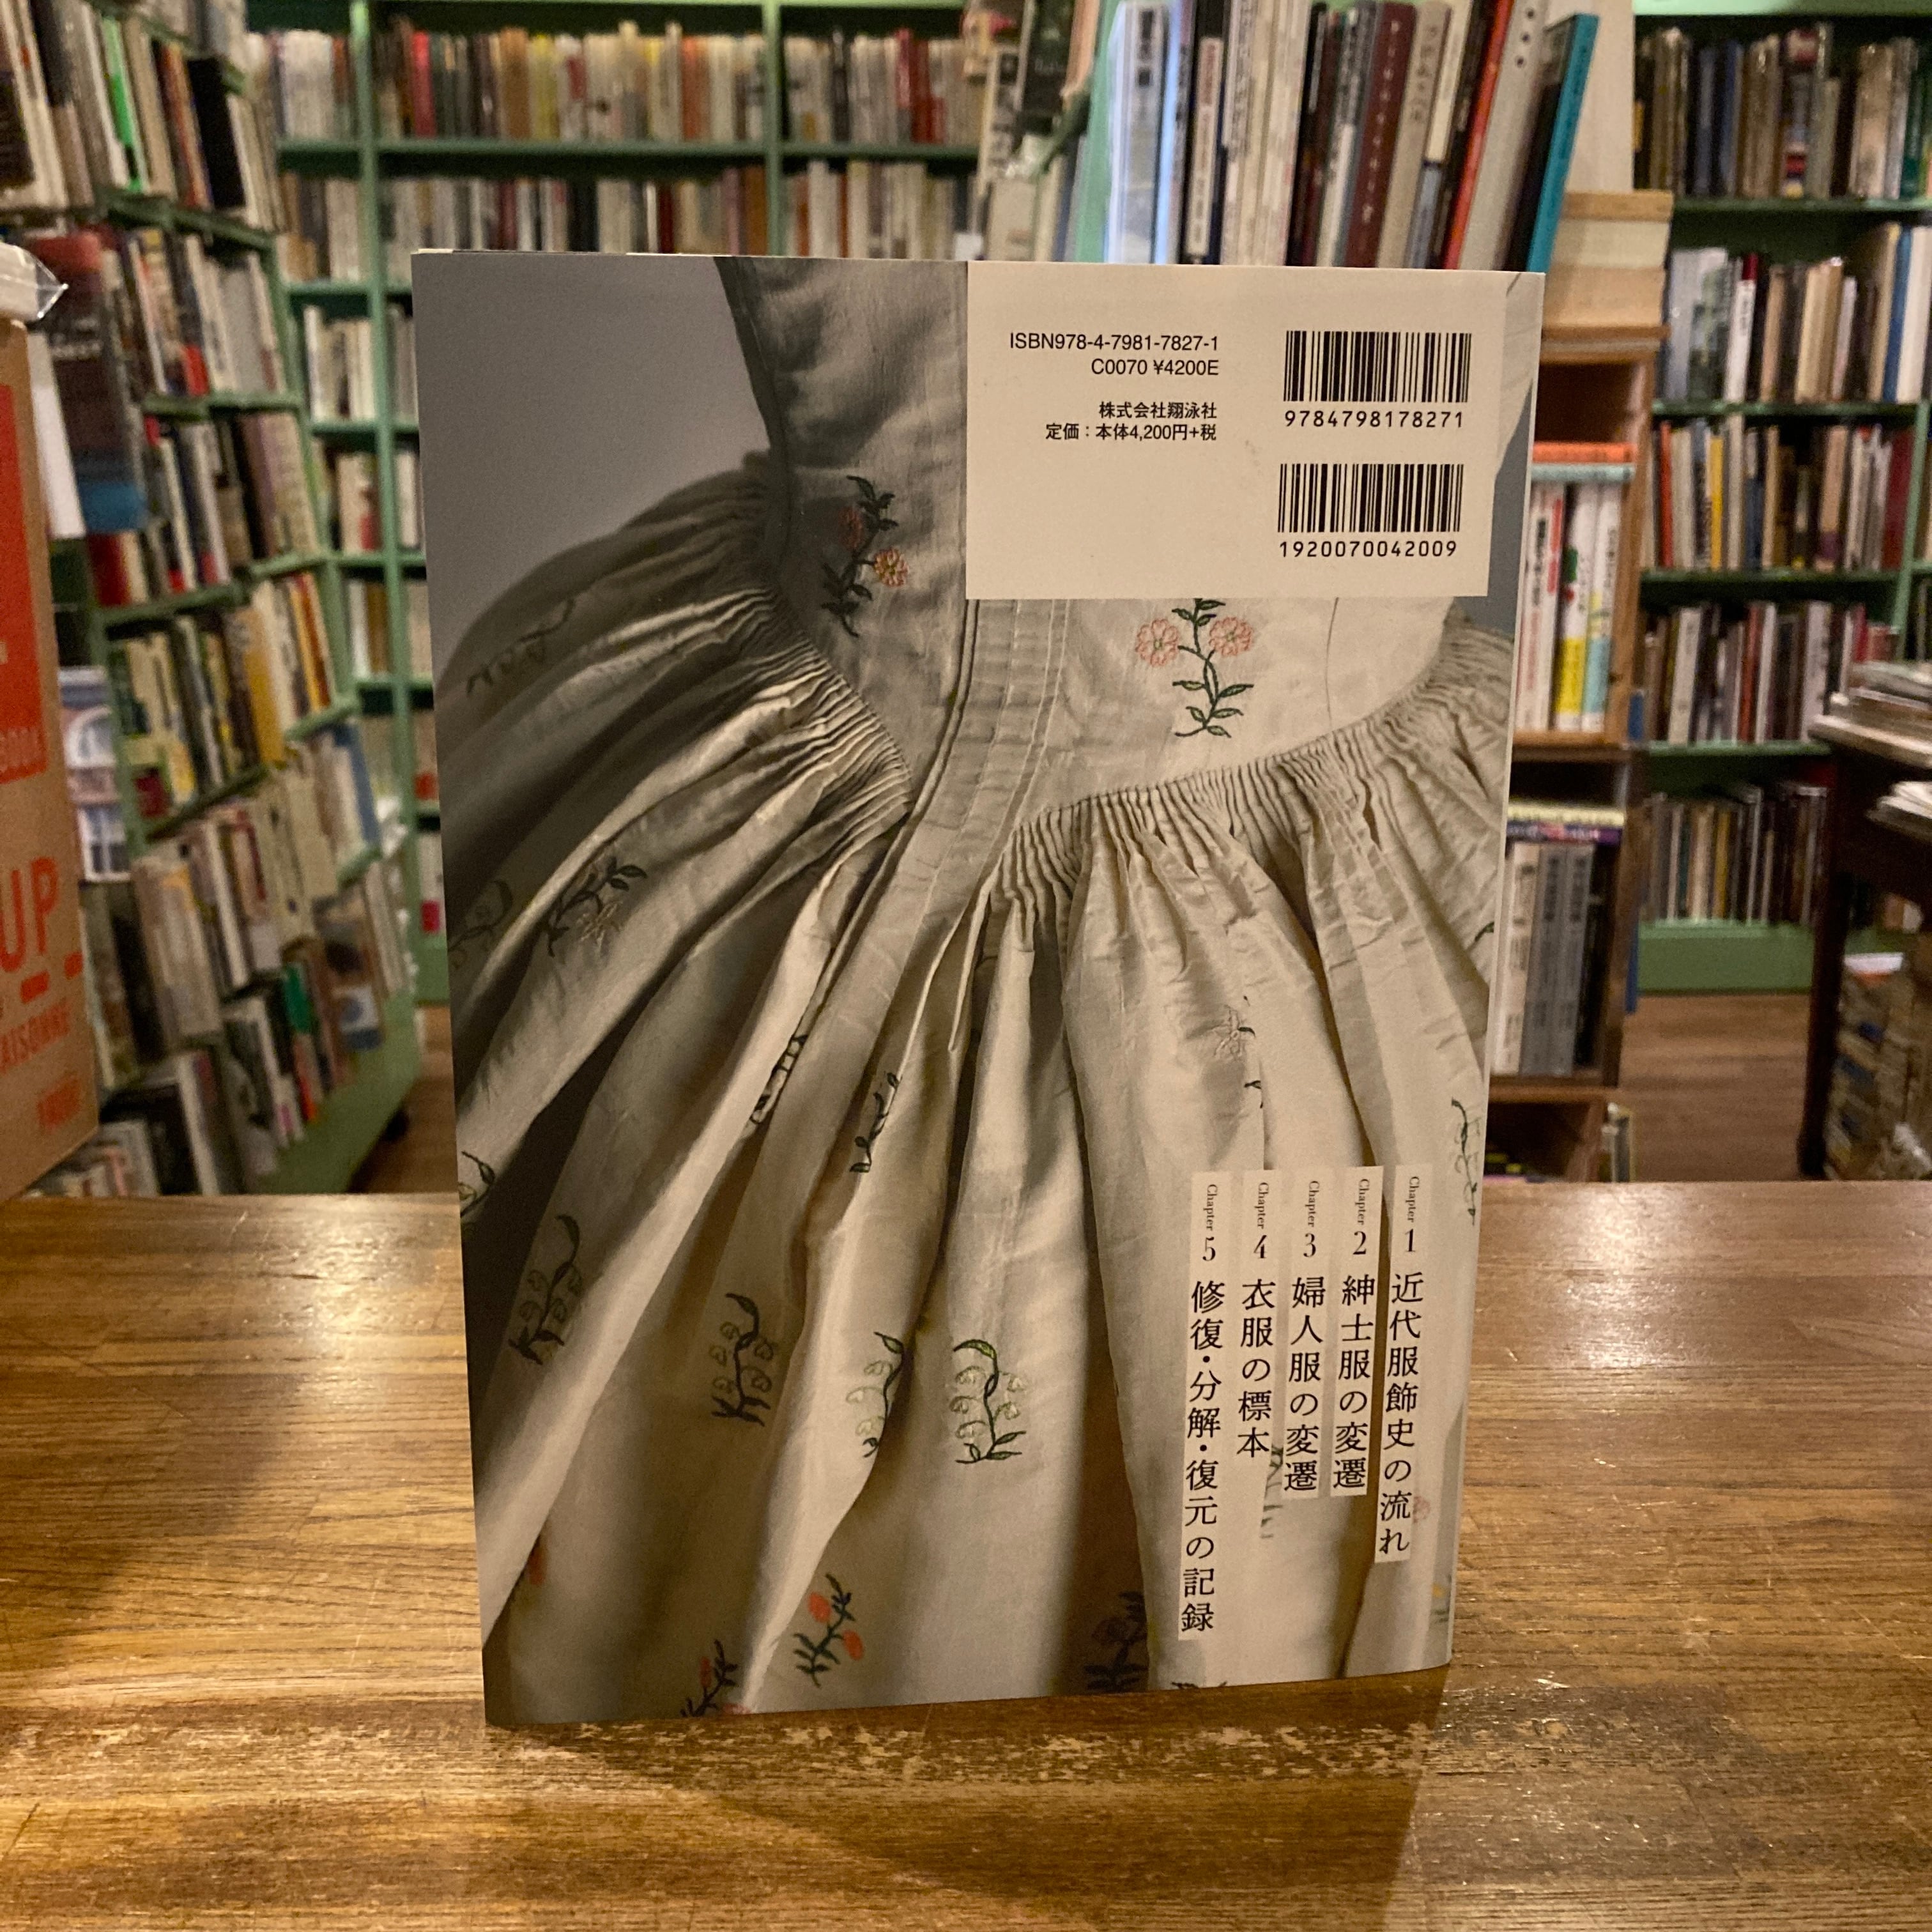 ISBN978-4-7981-7827-1
C0070 ¥4200E
株式会社翔泳社
定価：本体4,200円+税
9784798178271
1920070042009
Chapter 1 近代服飾史の流れ
Chapter 2 紳士服の変遷
Chapter 3 婦人服の変遷
Chapter 4 衣服の標本
Chapter 5 修復・分解・復元の記録
UP